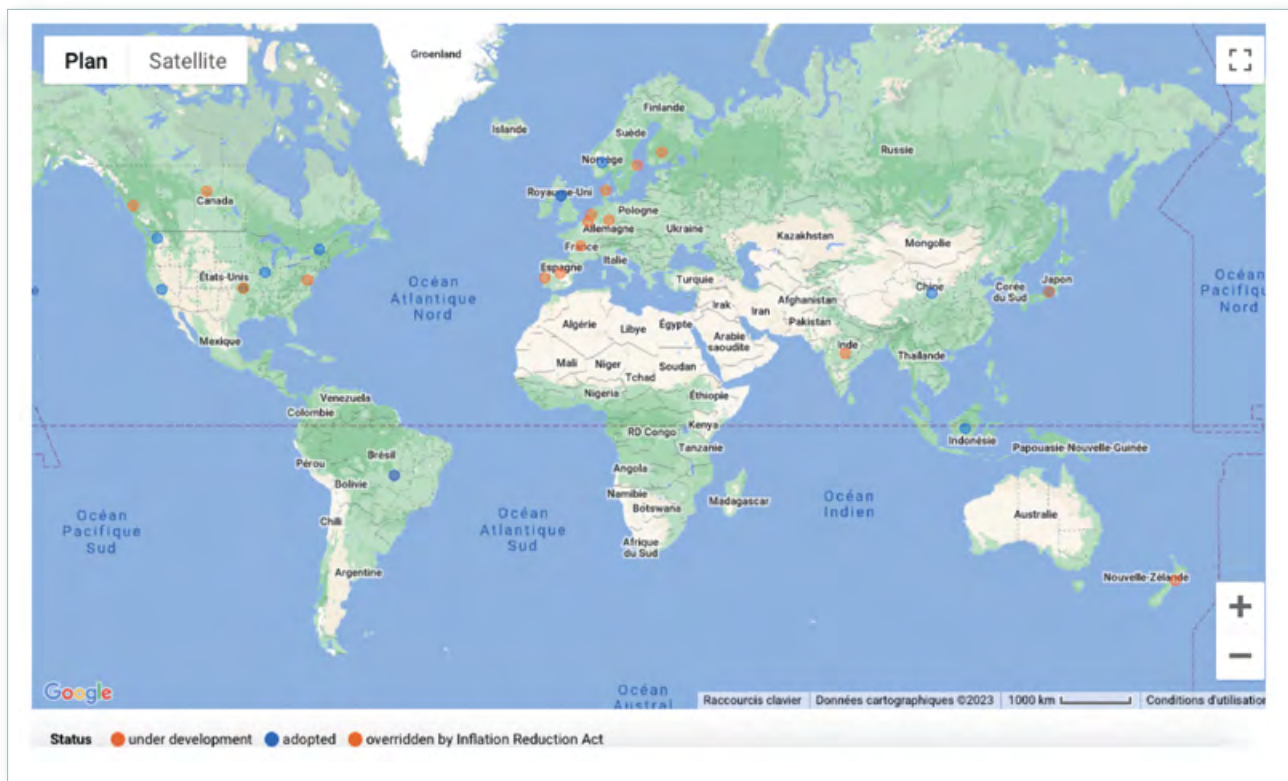 Plan Satellite
Groenland
Islande
Finlande
Suède
Norvège
Russie
Royaume-Uni
Canada
Pologne
Allemagne
Ukraine
France
Kazakhstan
Mongolie
Italie
États-Unis
Espagne
Turquie
Océan
Atlantique
Nord
Chine
Corée
du Sud
Japon
Océan
Pacifiqu
Nord
Afghanistan
Irak
Iran
Pakistan
Algérie
Libye
Égypte
Arabie
saoudite
Mexique
Inde
Thaïlande
Mali
Niger
Soudan
Tchad
Nigeria
Éthiopie
Venezuela
Colombie
RD Congo
Kenya
Tanzanie
Indonésie
Papouasie-Nouvelle-Guinée
Pérou
Brésil
Bolivie
Angola
Namibie
Botswana
Madagascar
Océan
Indien
Océan
Pacifique
Sud
Chili
Océan
Atlantique
Sud
Afrique
du Sud
Australie
Argentine
Nouvelle-Zélande
+
−
Google
Océan
Austral
Raccourcis clavier Données cartographiques ©2023 1000 km Conditions d'utilisation
Status under development adopted overridden by Inflation Reduction Act